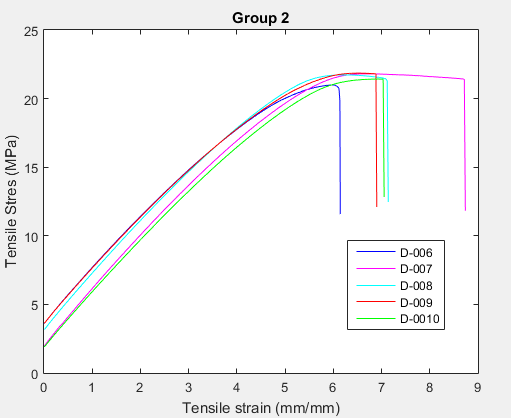 Group 2
25
20
15
10
5
0
Tensile Stres (MPa)
D-006
D-007
D-008
D-009
D-0010
0 1 2 3 4 5 6 7 8 9
Tensile strain (mm/mm)